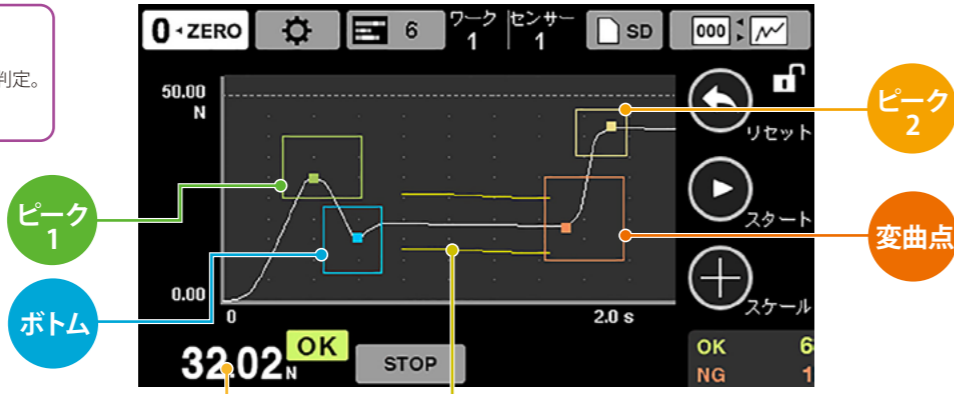 判定。
0 ZERO
6
ワーク
1
センサー
1
SD
000
50.00
N
リセット
ピーク
2
ピーク
1
スタート
変曲点
ボトム
0.00
0
2.0 s
スケール
32.02 N
OK
STOP
OK 6
NG 1